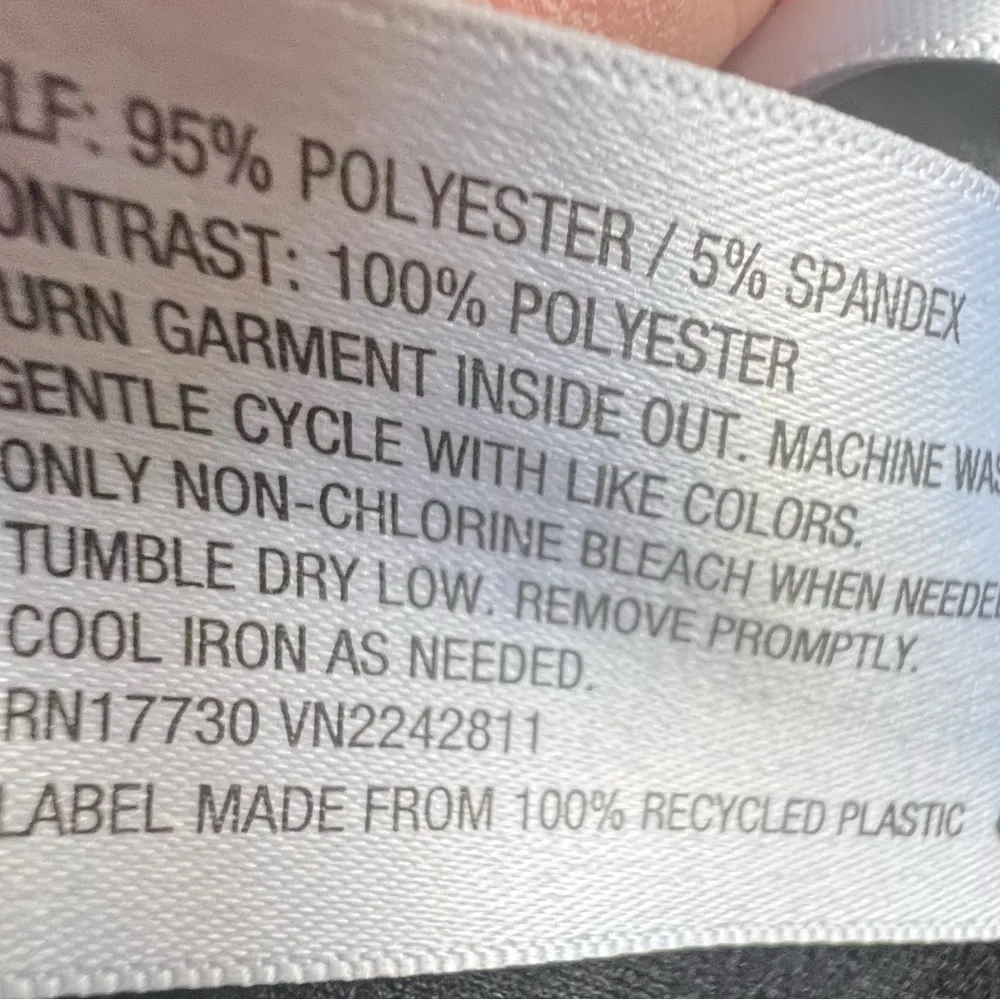 ELF: 95% POLYESTER / 5% SPANDEX
ONTRAST: 100% POLYESTER
URN GARMENT INSIDE OUT. MACHINE WAS
GENTLE CYCLE WITH LIKE COLORS.
ONLY NON-CHLORINE BLEACH WHEN NEEDE
TUMBLE DRY LOW. REMOVE PROMPTLY.
COOL IRON AS NEEDED.
RN17730 VN2242811
LABEL MADE FROM 100% RECYCLED PLASTIC